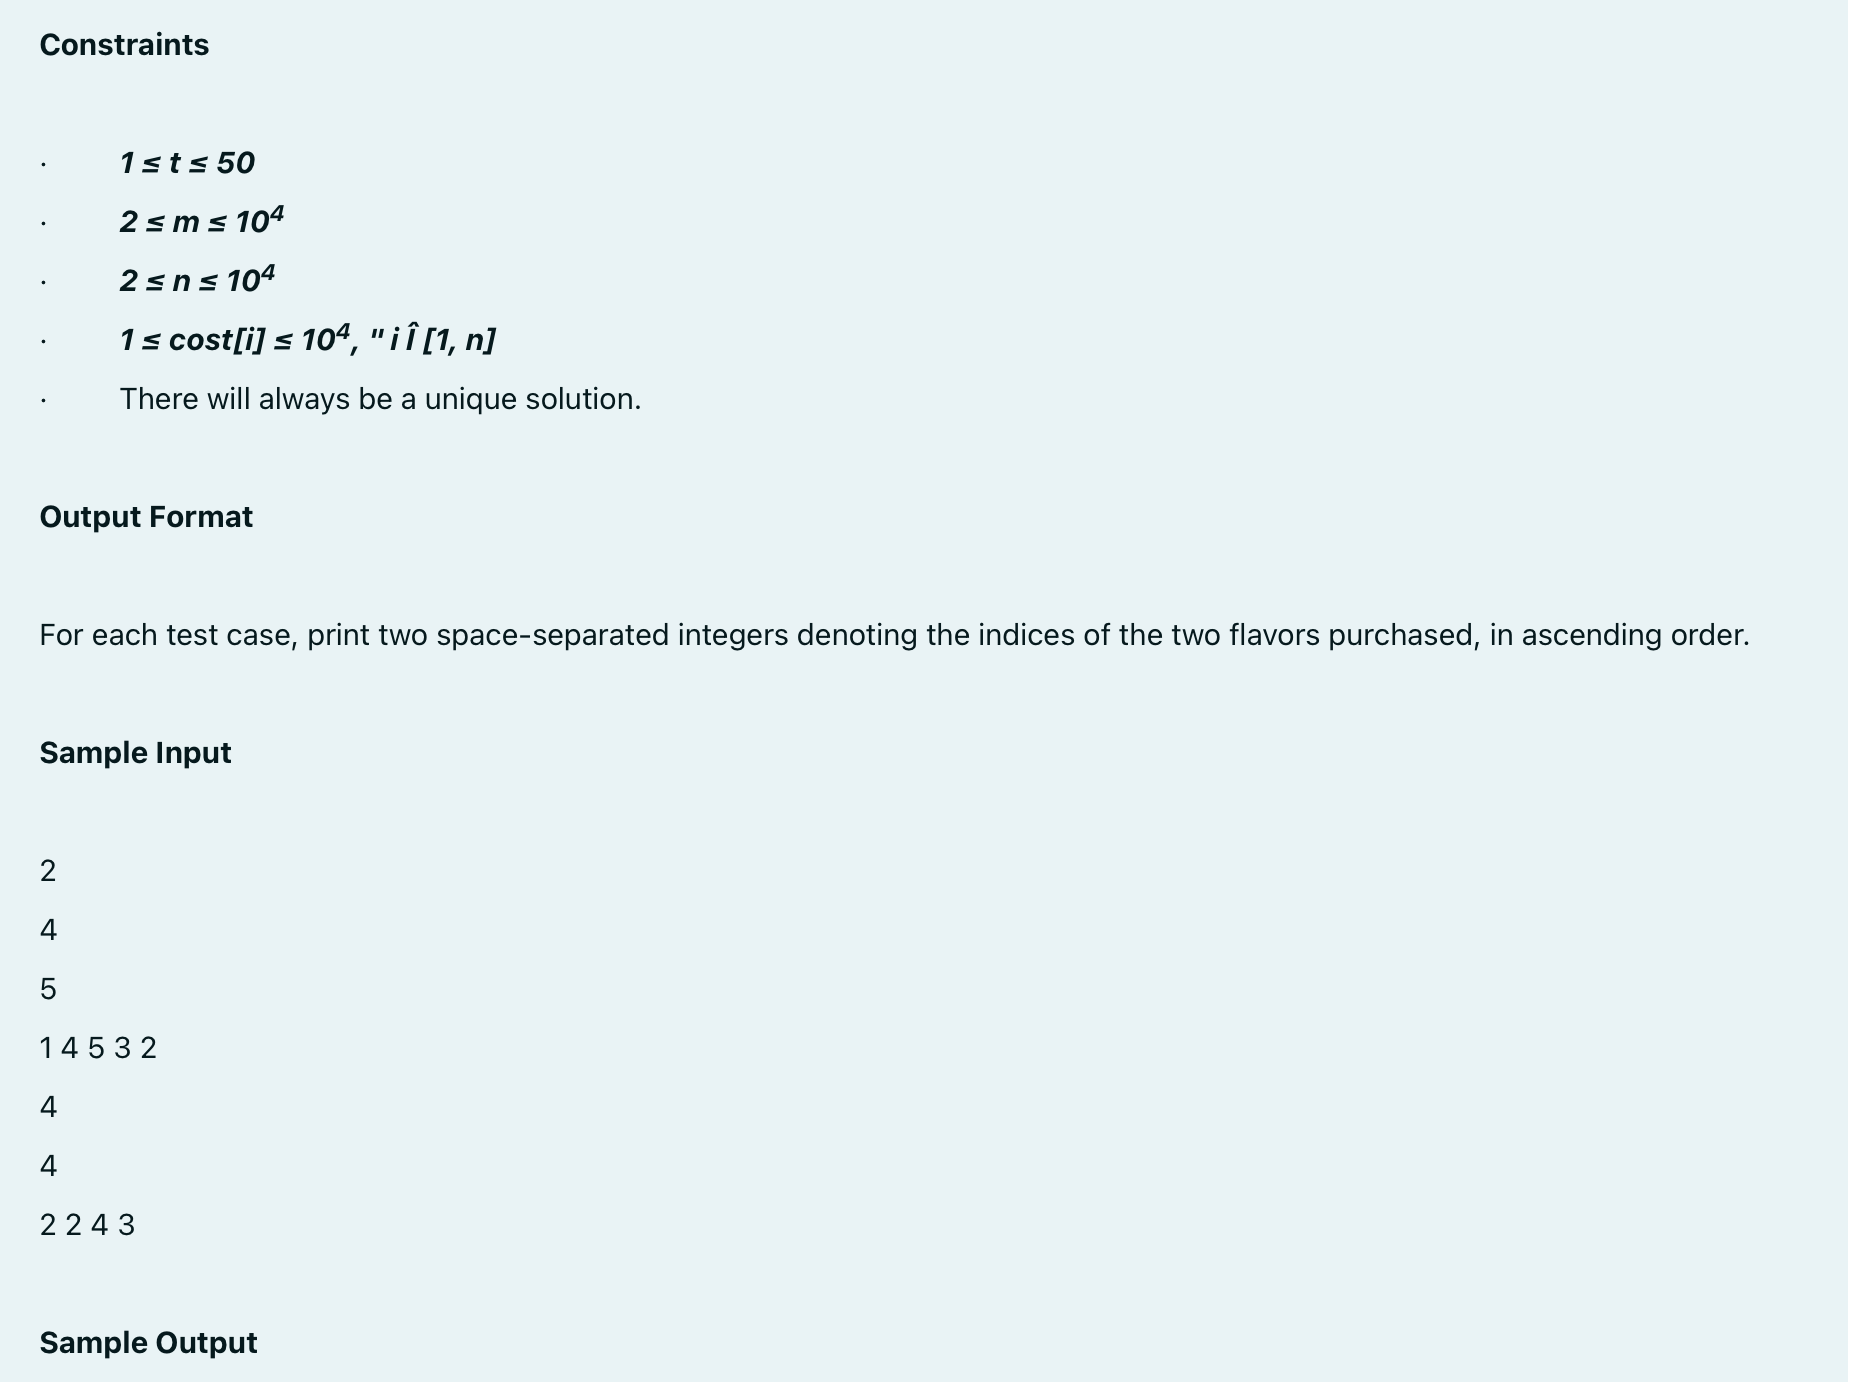 Constraints
· 1 ≤ t ≤ 50
· 2 ≤ m ≤ 10⁴
· 2 ≤ n ≤ 10⁴
· 1 ≤ cost[i] ≤ 10⁴, " i Î [1, n]
· There will always be a unique solution.
Output Format
For each test case, print two space-separated integers denoting the indices of the two flavors purchased, in ascending order.
Sample Input
2
4
5
1 4 5 3 2
4
4
2 2 4 3
Sample Output